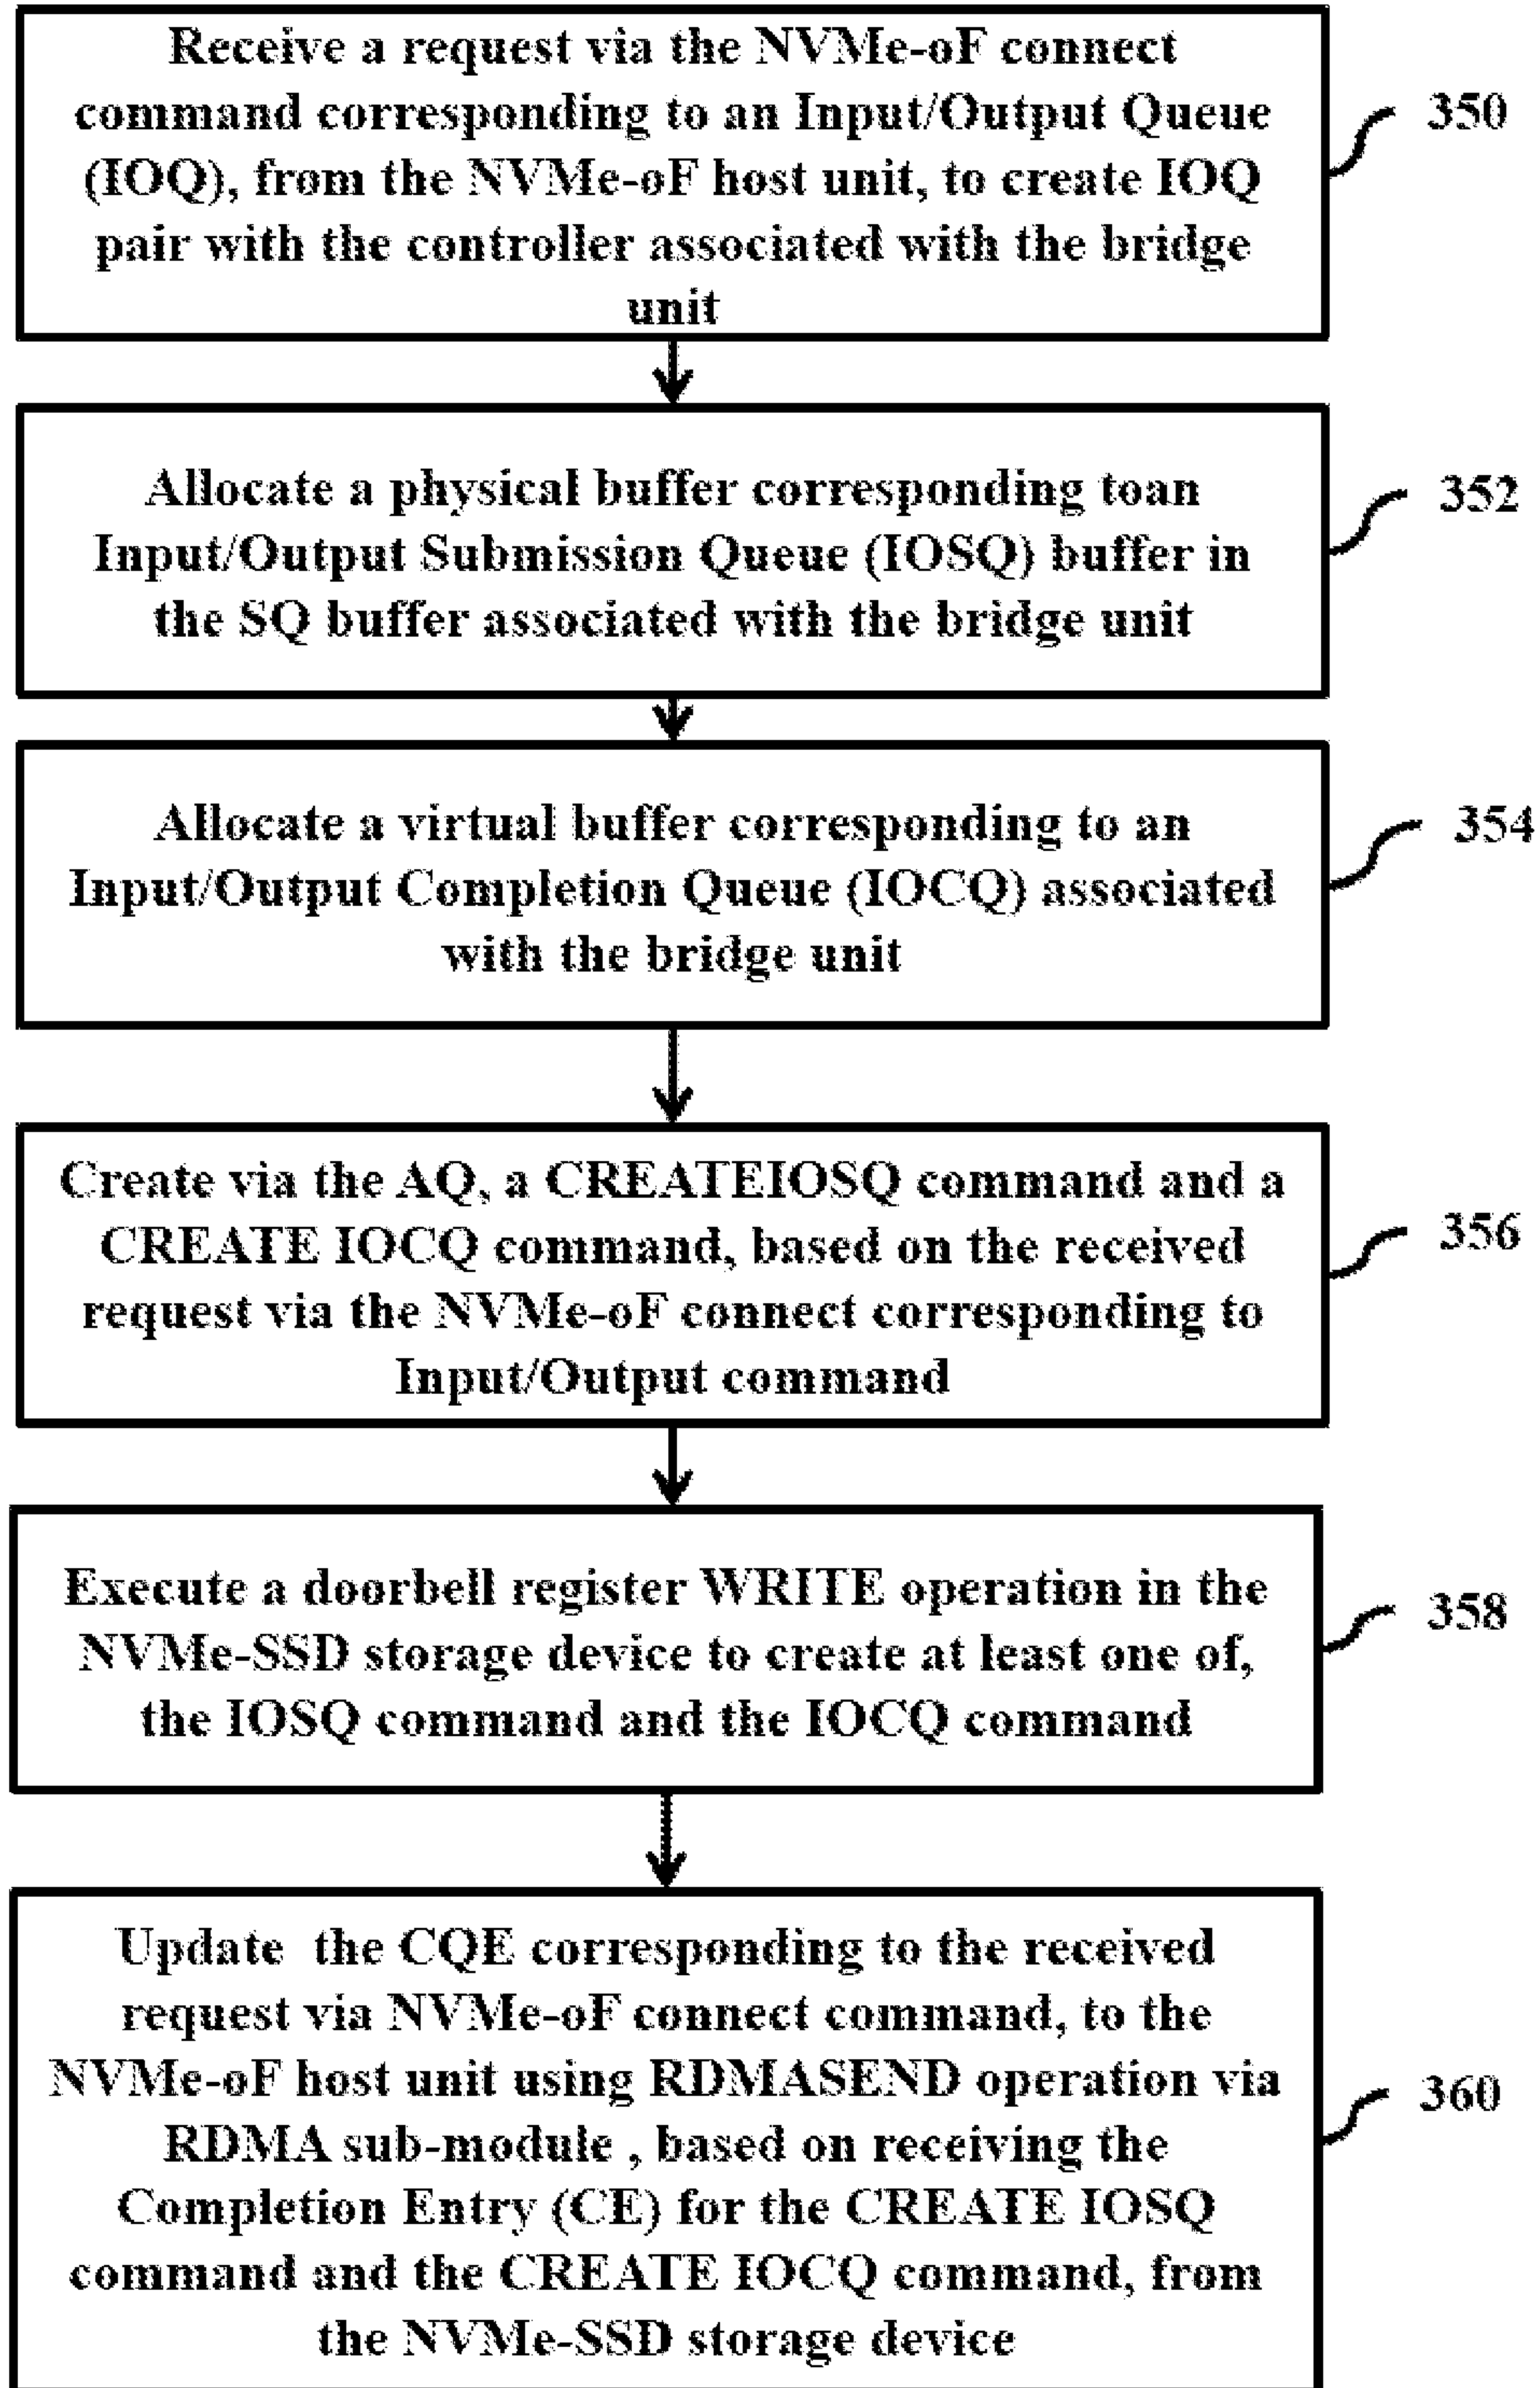 Receive a request via the NVMe-oF connect
command corresponding to an Input/Output Queue
(IOQ), from the NVMe-oF host unit, to create IOQ
pair with the controller associated with the bridge
unit
350
Allocate a physical buffer corresponding toan
Input/Output Submission Queue (IOSQ) buffer in
the SQ buffer associated with the bridge unit
352
Allocate a virtual buffer corresponding to an
Input/Output Completion Queue (IOCQ) associated
with the bridge unit
354
Create via the AQ, a CREATEIOSQ command and a
CREATE IOCQ command, based on the received
request via the NVMe-oF connect corresponding to
Input/Output command
356
Execute a doorbell register WRITE operation in the
NVMe-SSD storage device to create at least one of,
the IOSQ command and the IOCQ command
358
Update the CQE corresponding to the received
request via NVMe-oF connect command, to the
NVMe-oF host unit using RDMASEND operation via
RDMA sub-module , based on receiving the
Completion Entry (CE) for the CREATE IOSQ
command and the CREATE IOCQ command, from
the NVMe-SSD storage device
360